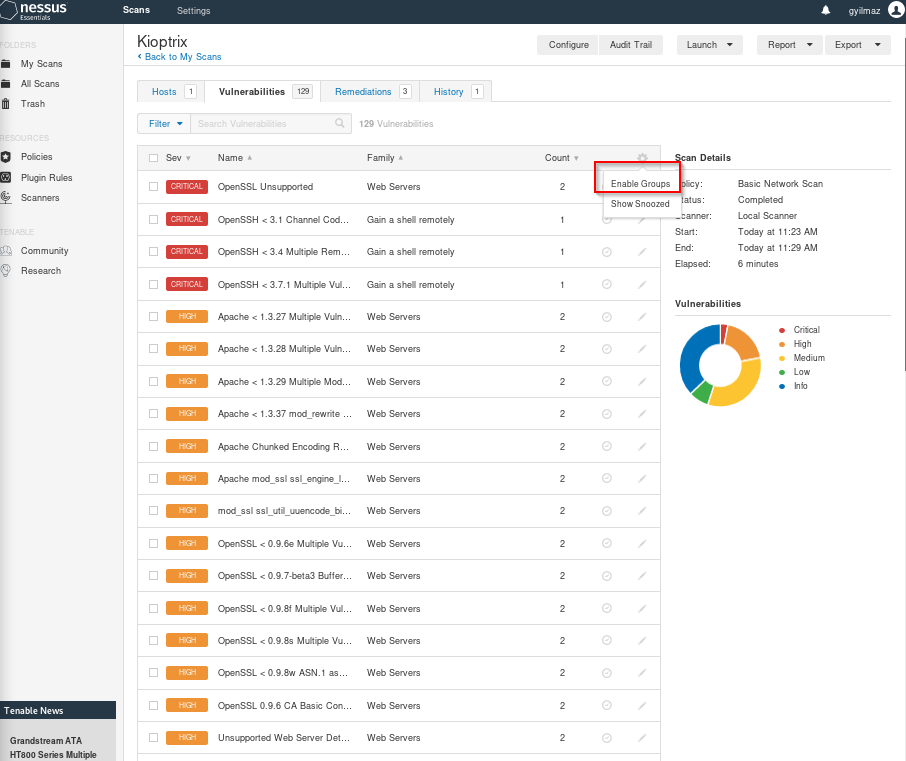 nessus
Essentials
Scans
Settings
gyilmaz
FOLDERS
My Scans
All Scans
Trash
RESOURCES
Policies
Plugin Rules
Scanners
TENABLE
Community
Research
Tenable News
Grandstream ATA
HT800 Series Multiple
Kioptrix
Back to My Scans
Configure
Audit Trail
Launch
Report
Export
Hosts 1
Vulnerabilities 129
Remediations 3
History 1
Filter
Search Vulnerabilities
129 Vulnerabilities
Sev Name Family Count
Enable Groups
Show Snoozed
CRITICAL OpenSSL Unsupported Web Servers 2
CRITICAL OpenSSH < 3.1 Channel Cod... Gain a shell remotely 1
CRITICAL OpenSSH < 3.4 Multiple Rem... Gain a shell remotely 1
CRITICAL OpenSSH < 3.7.1 Multiple Vul... Gain a shell remotely 1
HIGH Apache < 1.3.27 Multiple Vuln... Web Servers 2
HIGH Apache < 1.3.28 Multiple Vuln... Web Servers 2
HIGH Apache < 1.3.29 Multiple Mod... Web Servers 2
HIGH Apache < 1.3.37 mod_rewrite ... Web Servers 2
HIGH Apache Chunked Encoding R... Web Servers 2
HIGH Apache mod_ssl ssl_engine_l... Web Servers 2
HIGH mod_ssl ssl_util_uuencode_bi... Web Servers 2
HIGH OpenSSL < 0.9.6e Multiple Vu... Web Servers 2
HIGH OpenSSL < 0.9.7-beta3 Buffer... Web Servers 2
HIGH OpenSSL < 0.9.8f Multiple Vul... Web Servers 2
HIGH OpenSSL < 0.9.8s Multiple Vu... Web Servers 2
HIGH OpenSSL < 0.9.8w ASN.1 as... Web Servers 2
HIGH OpenSSL 0.9.6 CA Basic Con... Web Servers 2
HIGH Unsupported Web Server Det... Web Servers 2
Scan Details
olicy: Basic Network Scan
tatus: Completed
canner: Local Scanner
Start: Today at 11:23 AM
End: Today at 11:29 AM
Elapsed: 6 minutes
Vulnerabilities
Critical
High
Medium
Low
Info